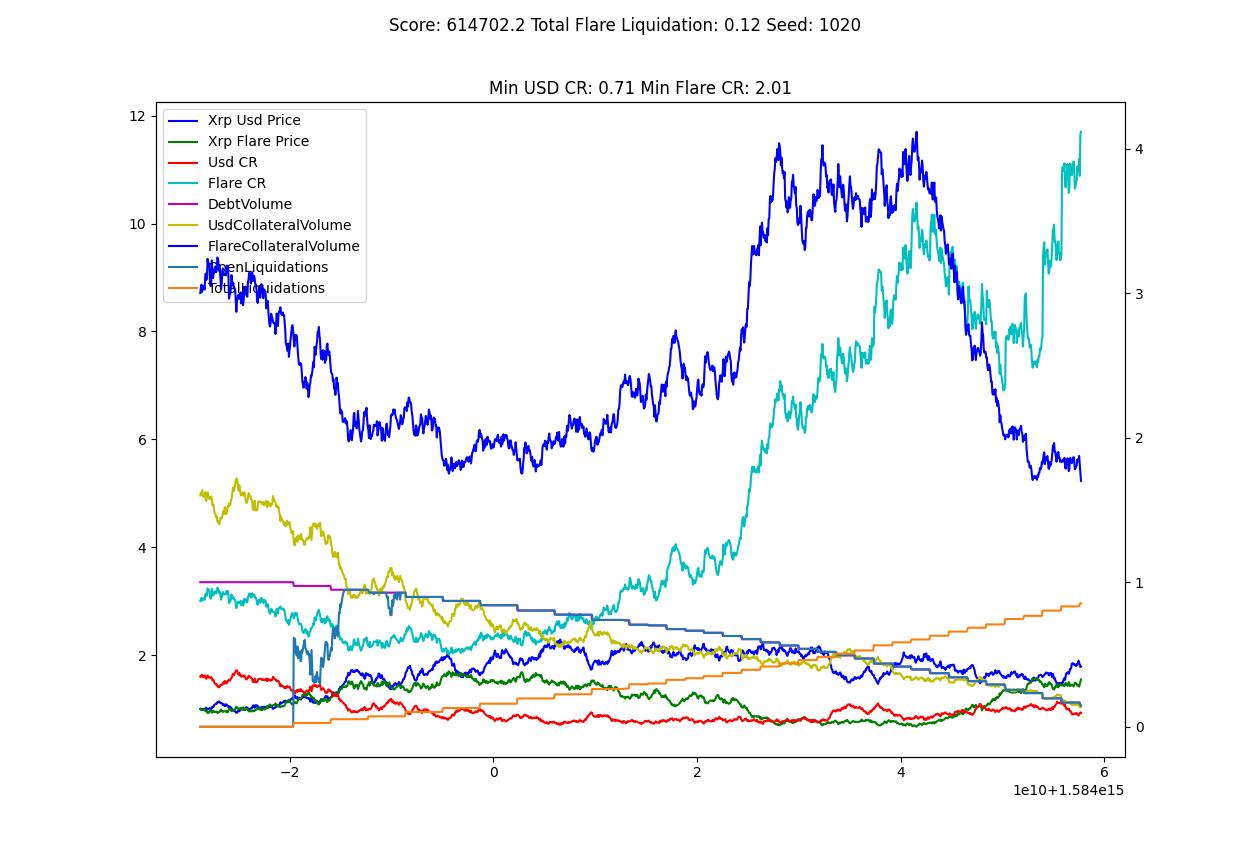 Score: 614702.2 Total Flare Liquidation: 0.12 Seed: 1020
Min USD CR: 0.71 Min Flare CR: 2.01
Xrp Usd Price
Xrp Flare Price
Usd CR
Flare CR
DebtVolume
UsdCollateralVolume
FlareCollateralVolume
OpenLiquidations
TotalLiquidations
12
10
8
6
4
2
4
3
2
1
0
−2
0
2
4
6
1e10+1.584e15